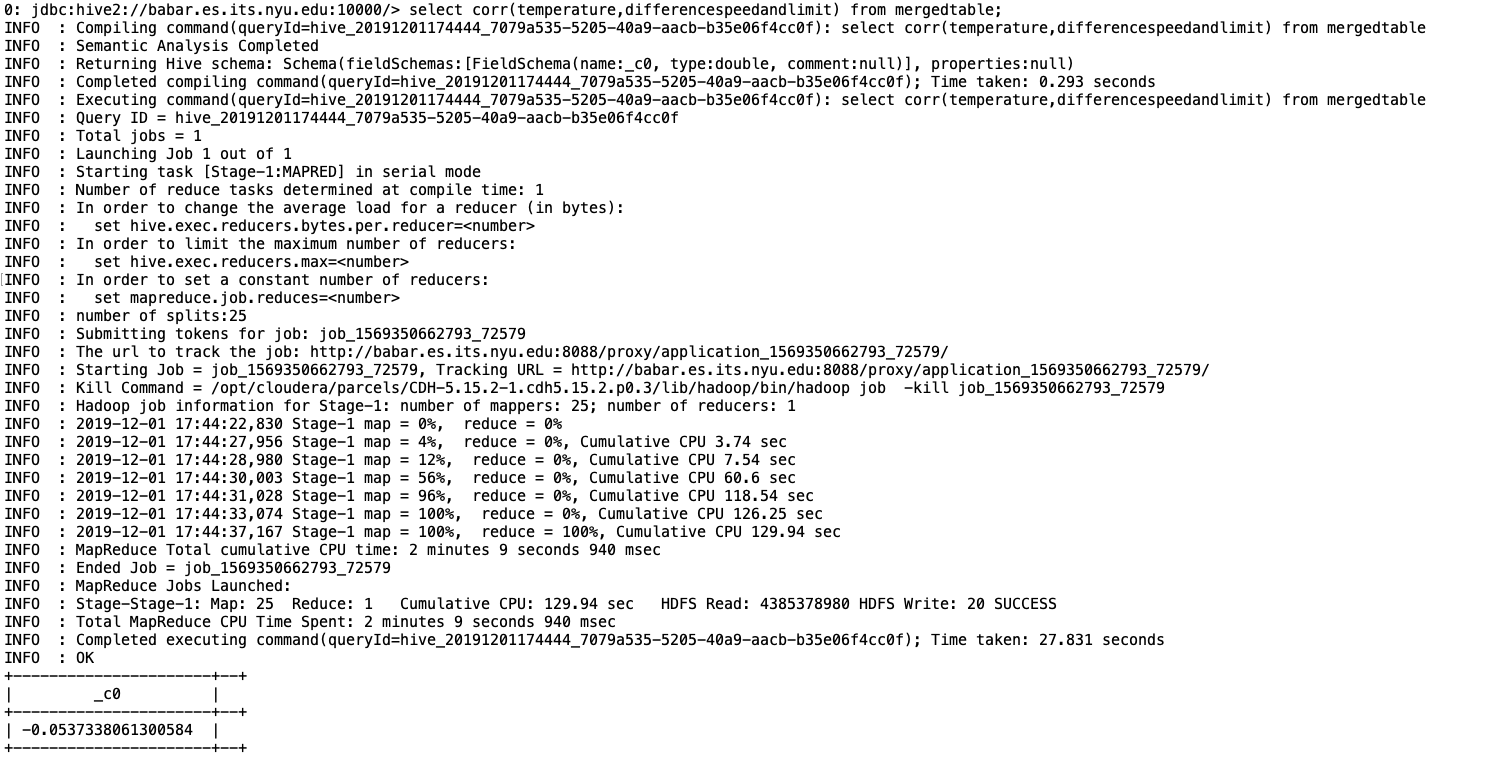 0: jdbc:hive2://babar.es.its.nyu.edu:10000/> select corr(temperature,differencespeedandlimit) from mergedtable;
INFO  : Compiling command(queryId=hive_20191201174444_7079a535-5205-40a9-aacb-b35e06f4cc0f): select corr(temperature,differencespeedandlimit) from mergedtable
INFO  : Semantic Analysis Completed
INFO  : Returning Hive schema: Schema(fieldSchemas:[FieldSchema(name:_c0, type:double, comment:null)], properties:null)
INFO  : Completed compiling command(queryId=hive_20191201174444_7079a535-5205-40a9-aacb-b35e06f4cc0f); Time taken: 0.293 seconds
INFO  : Executing command(queryId=hive_20191201174444_7079a535-5205-40a9-aacb-b35e06f4cc0f): select corr(temperature,differencespeedandlimit) from mergedtable
INFO  : Query ID = hive_20191201174444_7079a535-5205-40a9-aacb-b35e06f4cc0f
INFO  : Total jobs = 1
INFO  : Launching Job 1 out of 1
INFO  : Starting task [Stage-1:MAPRED] in serial mode
INFO  : Number of reduce tasks determined at compile time: 1
INFO  : In order to change the average load for a reducer (in bytes):
INFO  :   set hive.exec.reducers.bytes.per.reducer=<number>
INFO  : In order to limit the maximum number of reducers:
INFO  :   set hive.exec.reducers.max=<number>
INFO  : In order to set a constant number of reducers:
INFO  :   set mapreduce.job.reduces=<number>
INFO  : number of splits:25
INFO  : Submitting tokens for job: job_1569350662793_72579
INFO  : The url to track the job: http://babar.es.its.nyu.edu:8088/proxy/application_1569350662793_72579/
INFO  : Starting Job = job_1569350662793_72579, Tracking URL = http://babar.es.its.nyu.edu:8088/proxy/application_1569350662793_72579/
INFO  : Kill Command = /opt/cloudera/parcels/CDH-5.15.2-1.cdh5.15.2.p0.3/lib/hadoop/bin/hadoop job  -kill job_1569350662793_72579
INFO  : Hadoop job information for Stage-1: number of mappers: 25; number of reducers: 1
INFO  : 2019-12-01 17:44:22,830 Stage-1 map = 0%,  reduce = 0%
INFO  : 2019-12-01 17:44:27,956 Stage-1 map = 4%,  reduce = 0%, Cumulative CPU 3.74 sec
INFO  : 2019-12-01 17:44:28,980 Stage-1 map = 12%,  reduce = 0%, Cumulative CPU 7.54 sec
INFO  : 2019-12-01 17:44:30,003 Stage-1 map = 56%,  reduce = 0%, Cumulative CPU 60.6 sec
INFO  : 2019-12-01 17:44:31,028 Stage-1 map = 96%,  reduce = 0%, Cumulative CPU 118.54 sec
INFO  : 2019-12-01 17:44:33,074 Stage-1 map = 100%,  reduce = 0%, Cumulative CPU 126.25 sec
INFO  : 2019-12-01 17:44:37,167 Stage-1 map = 100%,  reduce = 100%, Cumulative CPU 129.94 sec
INFO  : MapReduce Total cumulative CPU time: 2 minutes 9 seconds 940 msec
INFO  : Ended Job = job_1569350662793_72579
INFO  : MapReduce Jobs Launched:
INFO  : Stage-Stage-1: Map: 25  Reduce: 1   Cumulative CPU: 129.94 sec   HDFS Read: 4385378980 HDFS Write: 20 SUCCESS
INFO  : Total MapReduce CPU Time Spent: 2 minutes 9 seconds 940 msec
INFO  : Completed executing command(queryId=hive_20191201174444_7079a535-5205-40a9-aacb-b35e06f4cc0f); Time taken: 27.831 seconds
INFO  : OK
+-----------------------+--+
|         _c0          |
+-----------------------+--+
| -0.0537338061300584  |
+-----------------------+--+